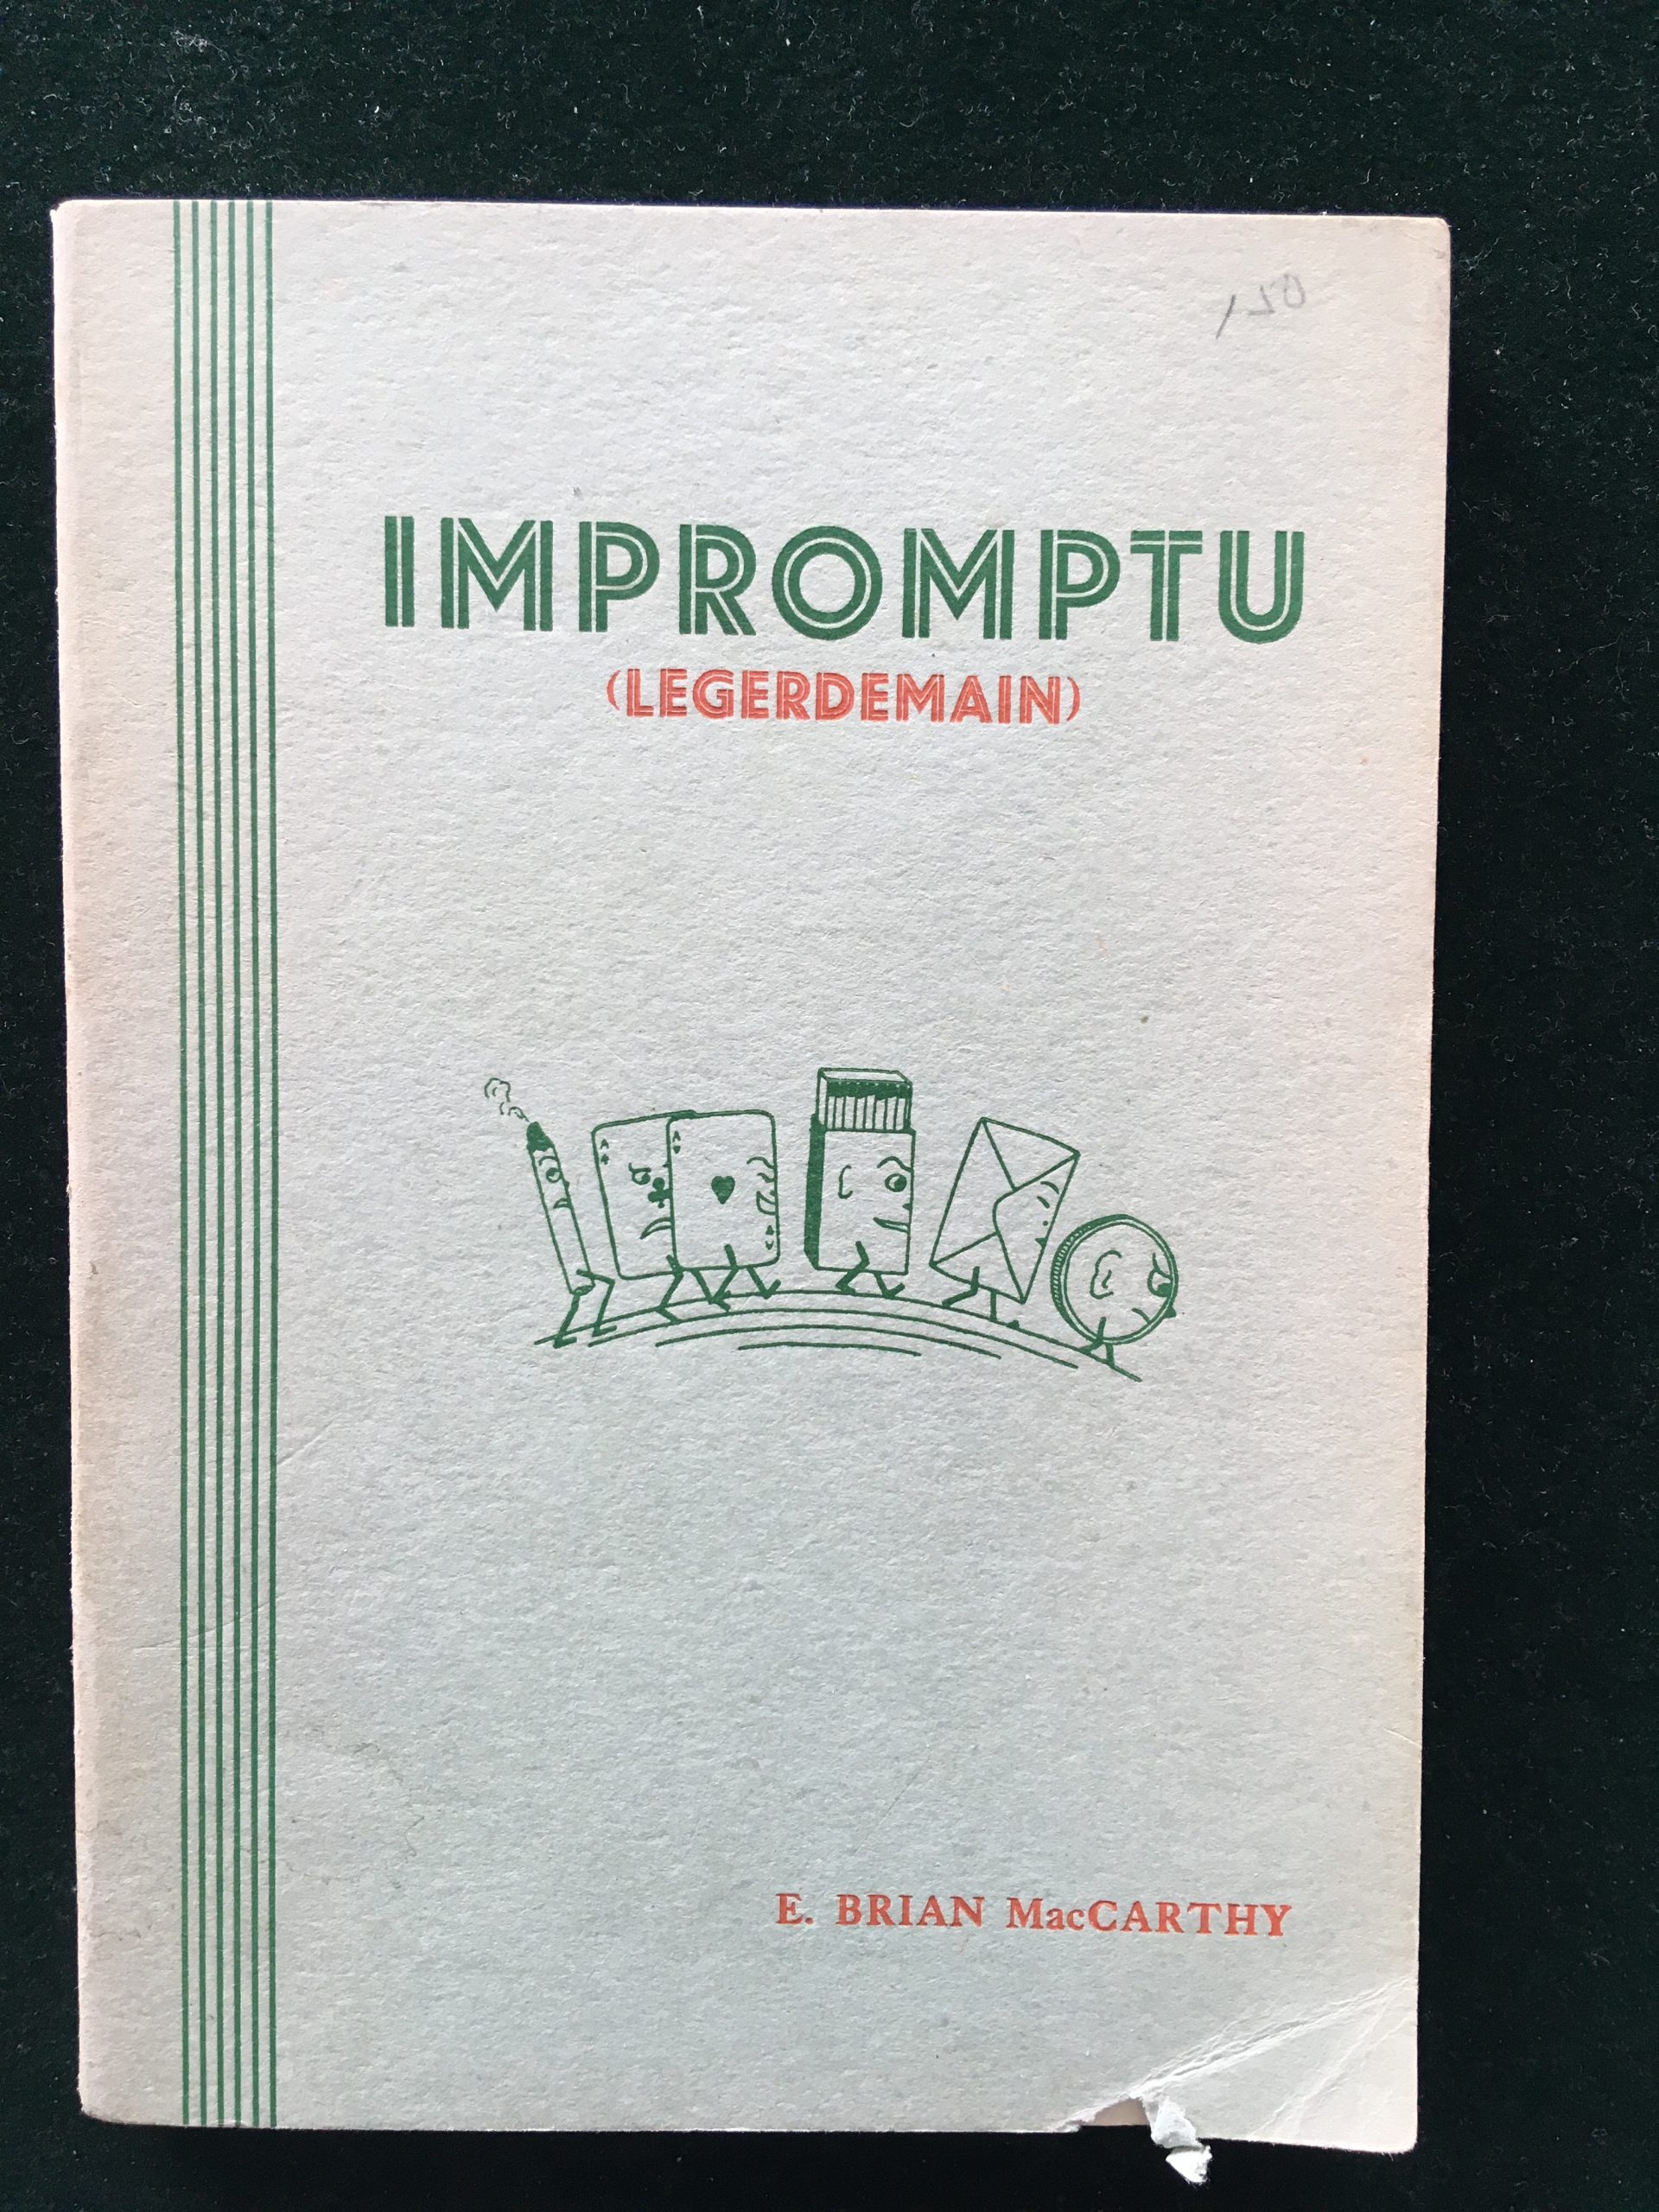 IMPROMPTU
(LEGERDEMAIN)
E. BRIAN MacCARTHY